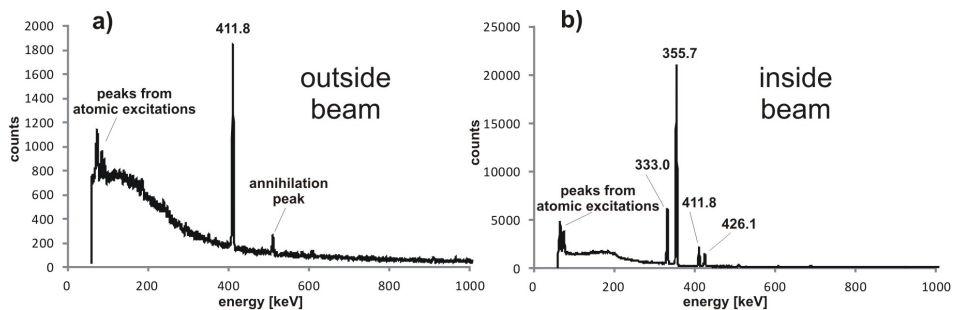 a)
411.8
2000
1800
1600
1400
1200
1000
800
600
400
200
0
counts
peaks from
atomic excitations
outside
beam
annihilation
peak
0 200 400 600 800 1000
energy [keV]
b)
355.7
25000
20000
15000
10000
5000
0
counts
inside
beam
333.0
peaks from
atomic excitations
411.8
426.1
0 200 400 600 800 1000
energy [keV]